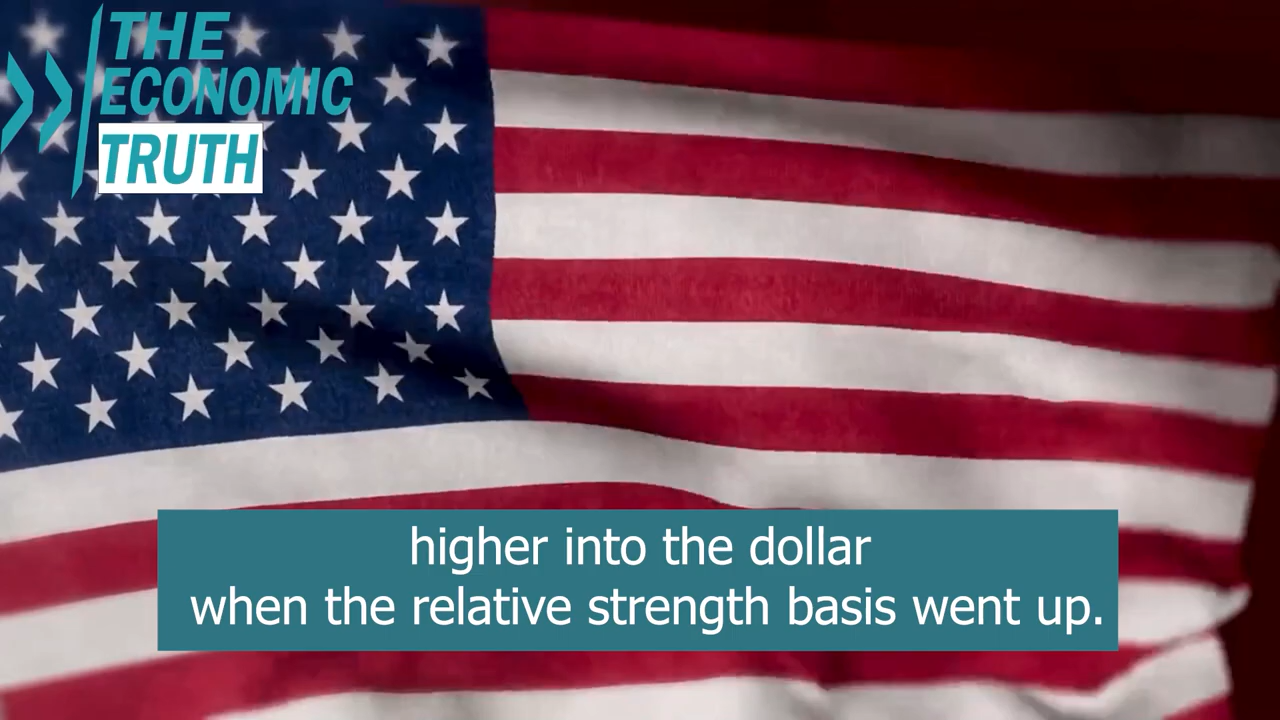 THE
ECONOMIC
TRUTH
higher into the dollar
when the relative strength basis went up.